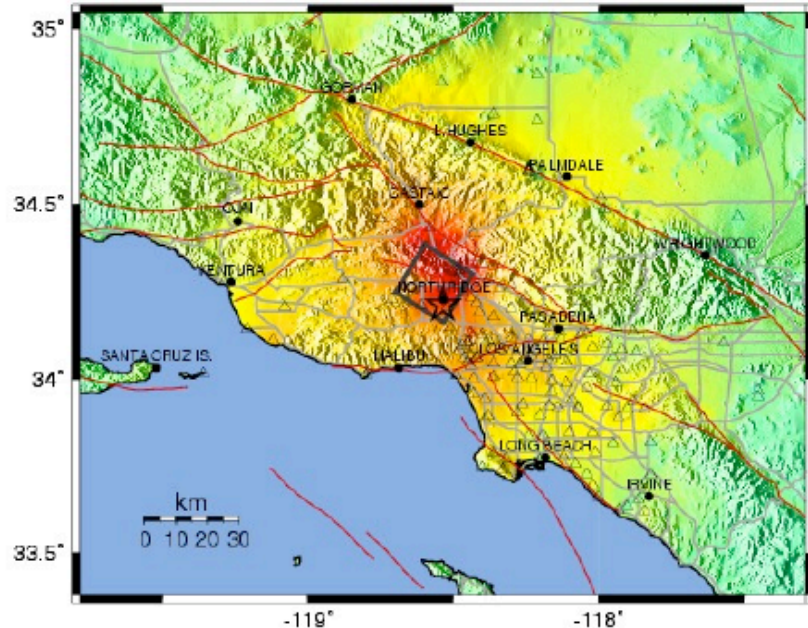 35°
GORMAN
L.HUGHES
PALMDALE
34.5°
CASTAIC
OJAI
WRIGHTWOOD
VENTURA
NORTHRIDGE
PASADENA
SANTA CRUZ IS.
MALIBU
LOS ANGELES
34°
LONG BEACH
IRVINE
km
0 10 20 30
33.5°
-119°
-118°